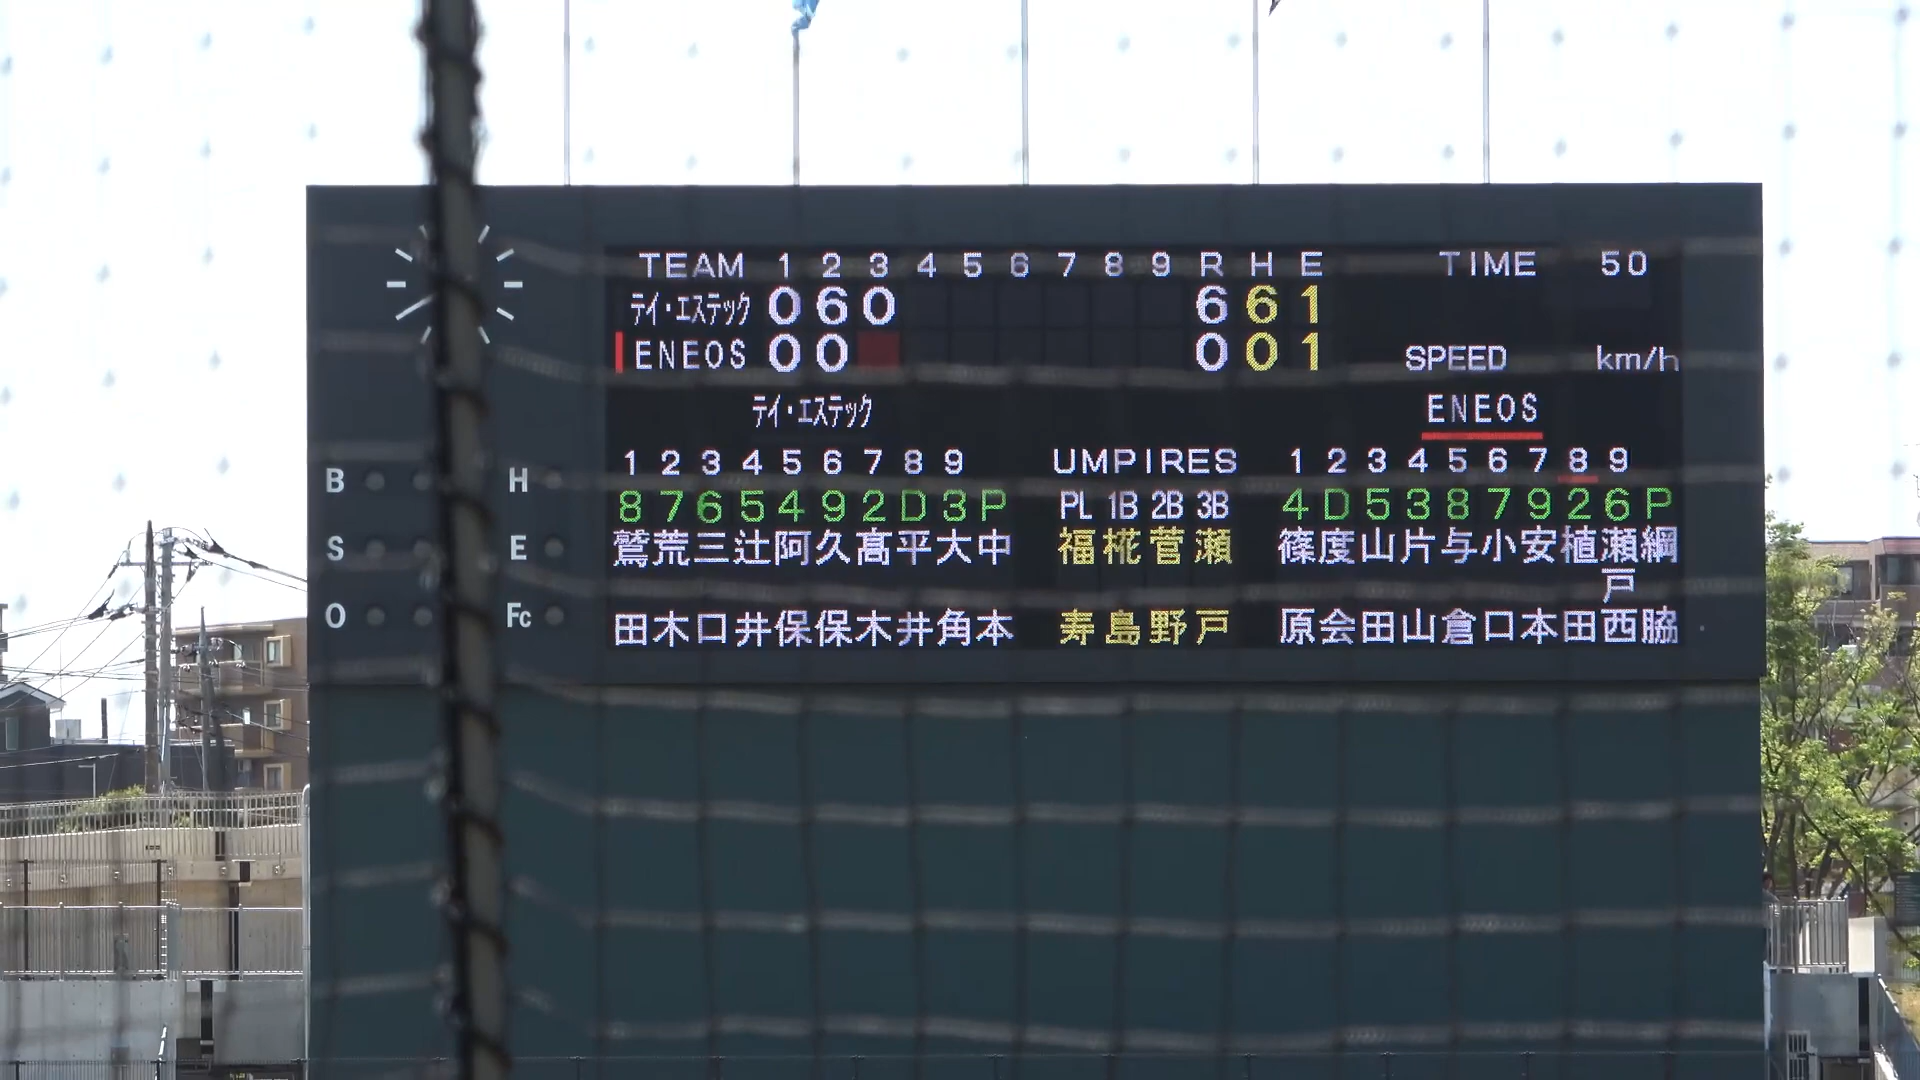 TEAM 1 2 3 4 5 6 7 8 9 R H E TIME 50
テイ・エステック 0 6 0 6 6 1
ENEOS 0 0 0 0 1 SPEED km/h
テイ・エステック ENEOS
1 2 3 4 5 6 7 8 9 UMPIRES 1 2 3 4 5 6 7 8 9
B H 8 7 6 5 4 9 2 D 3 P PL 1B 2B 3B 4 D 5 3 8 7 9 2 6 P
S E 鷲荒三辻阿久髙平大中 福椛菅瀬 篠度山片与小安植瀬綱
戸
O Fc 田木口井保保木井角本 寿島野戸 原会田山倉口本田西脇